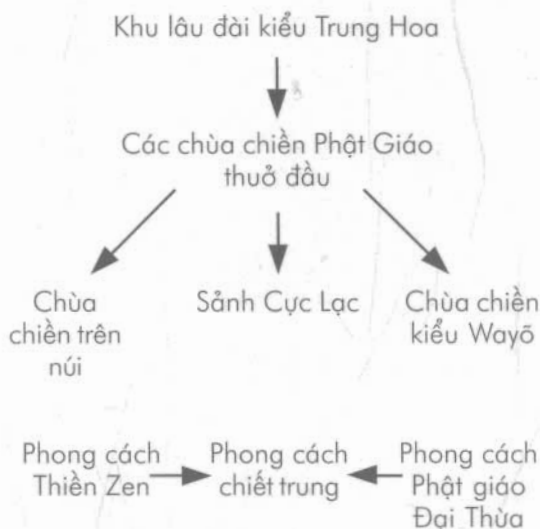 Khu lâu đài kiểu Trung Hoa
Các chùa chiền Phật Giáo
thuở đầu
Chùa
chiền trên
núi
Sảnh Cực Lạc
Chùa chiền
kiểu Wayō
Phong cách
Thiền Zen
Phong cách
chiết trung
Phong cách
Phật giáo
Đại Thừa